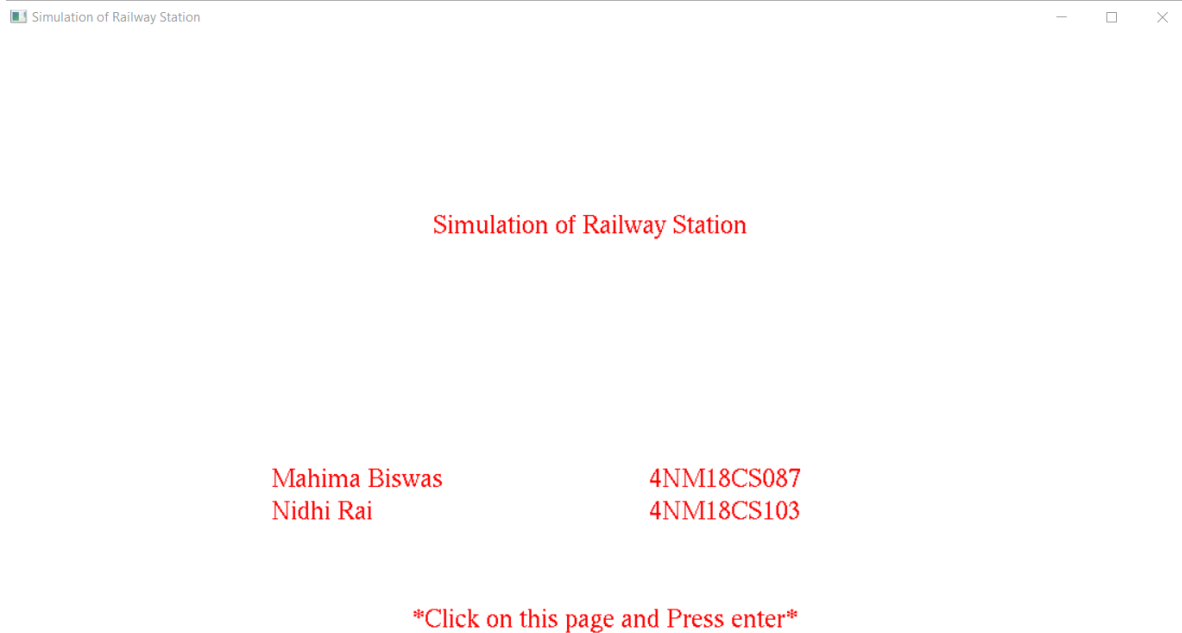 Simulation of Railway Station
Simulation of Railway Station
Mahima Biswas 4NM18CS087
Nidhi Rai 4NM18CS103
*Click on this page and Press enter*